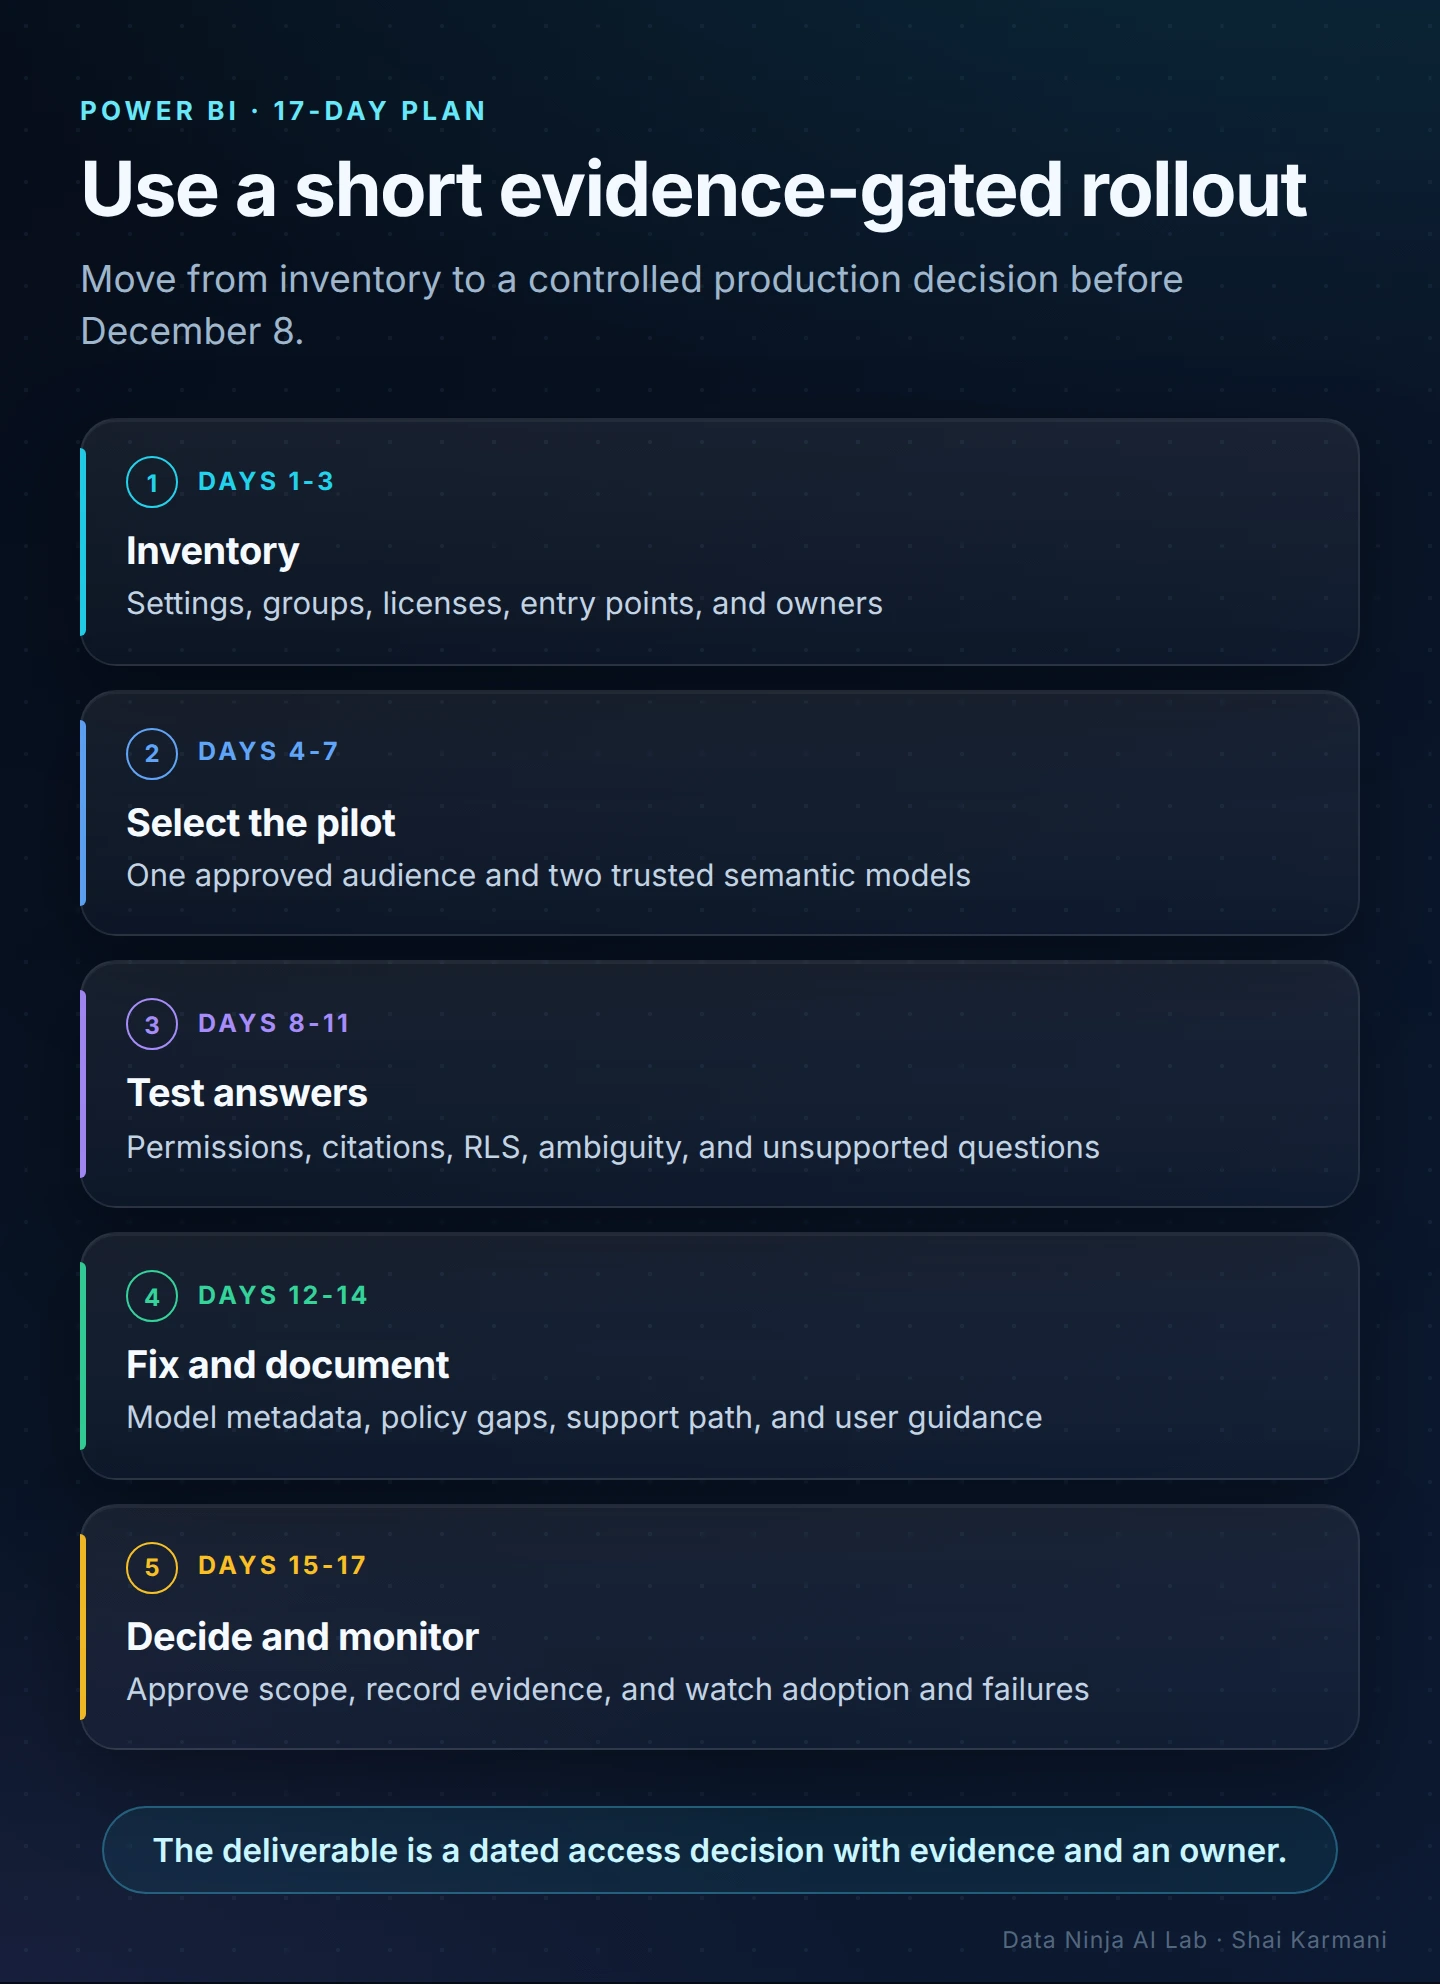 POWER BI · 17-DAY PLAN
Use a short evidence-gated rollout
Move from inventory to a controlled production decision before
December 8.
1 DAYS 1-3
Inventory
Settings, groups, licenses, entry points, and owners
2 DAYS 4-7
Select the pilot
One approved audience and two trusted semantic models
3 DAYS 8-11
Test answers
Permissions, citations, RLS, ambiguity, and unsupported questions
4 DAYS 12-14
Fix and document
Model metadata, policy gaps, support path, and user guidance
5 DAYS 15-17
Decide and monitor
Approve scope, record evidence, and watch adoption and failures
The deliverable is a dated access decision with evidence and an owner.
Data Ninja AI Lab · Shai Karmani